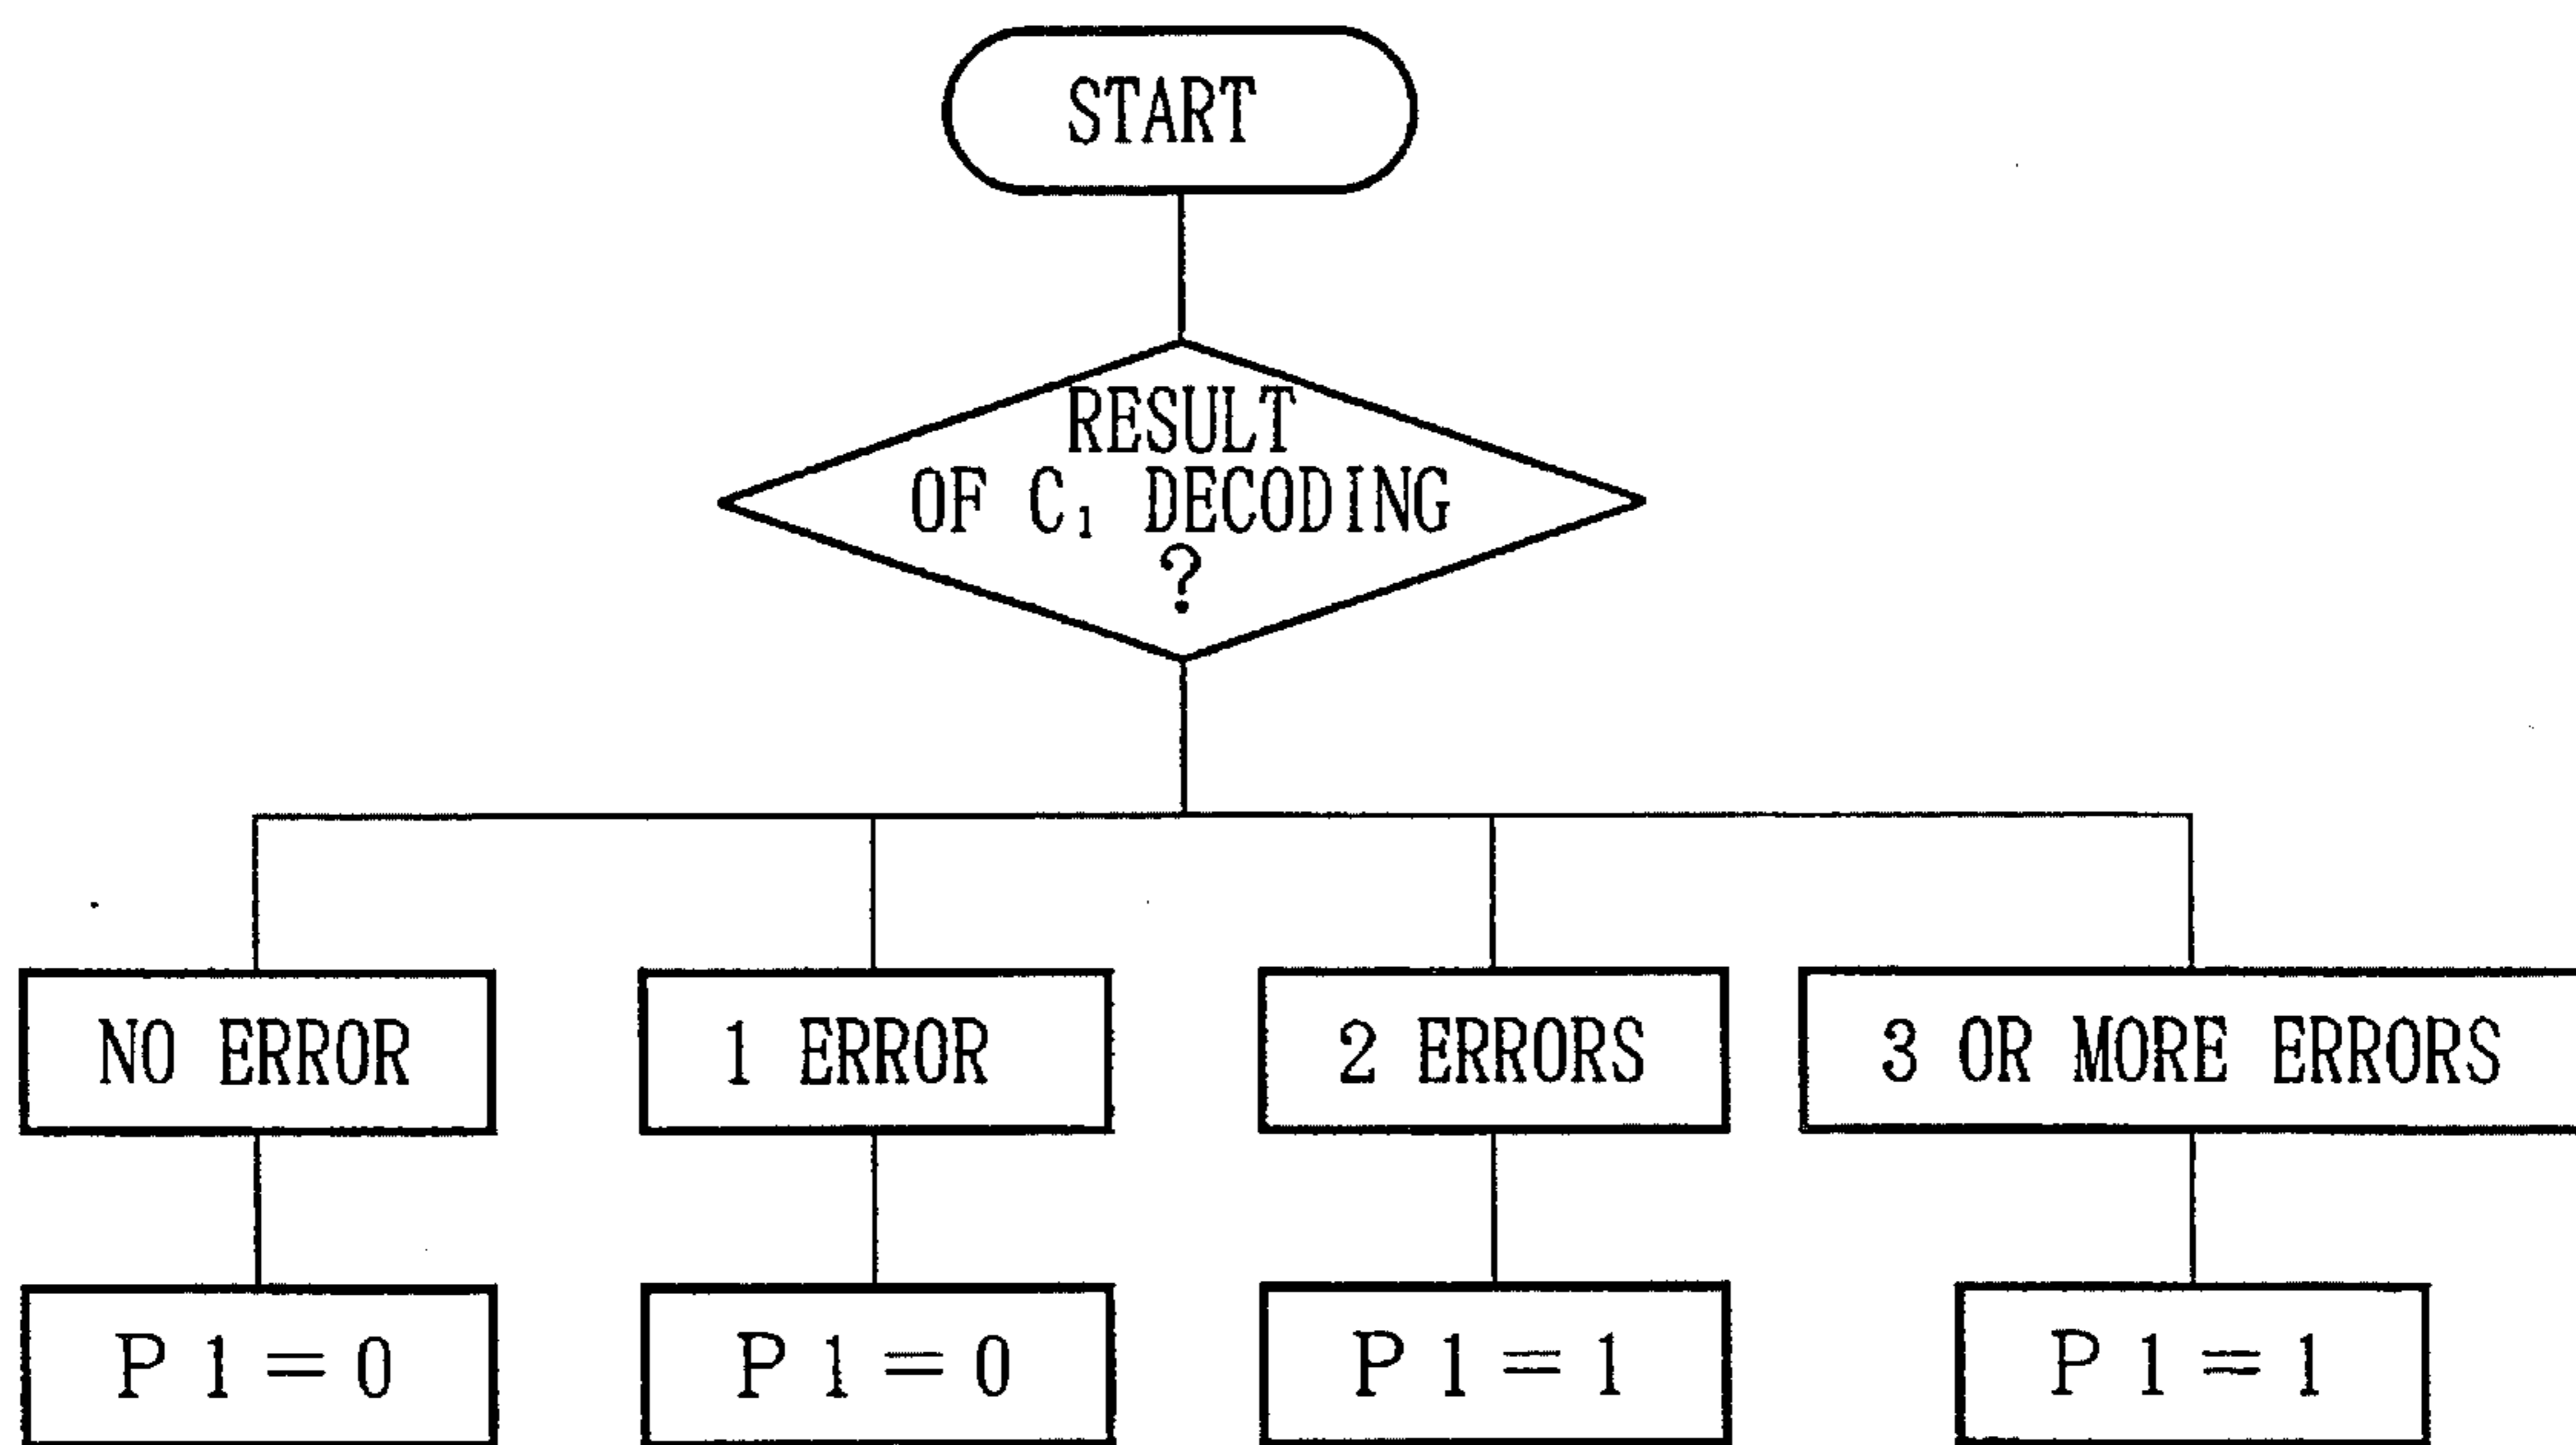 START
RESULT
OF C₁ DECODING
?
NO ERROR
1 ERROR
2 ERRORS
3 OR MORE ERRORS
P1=0
P1=0
P1=1
P1=1